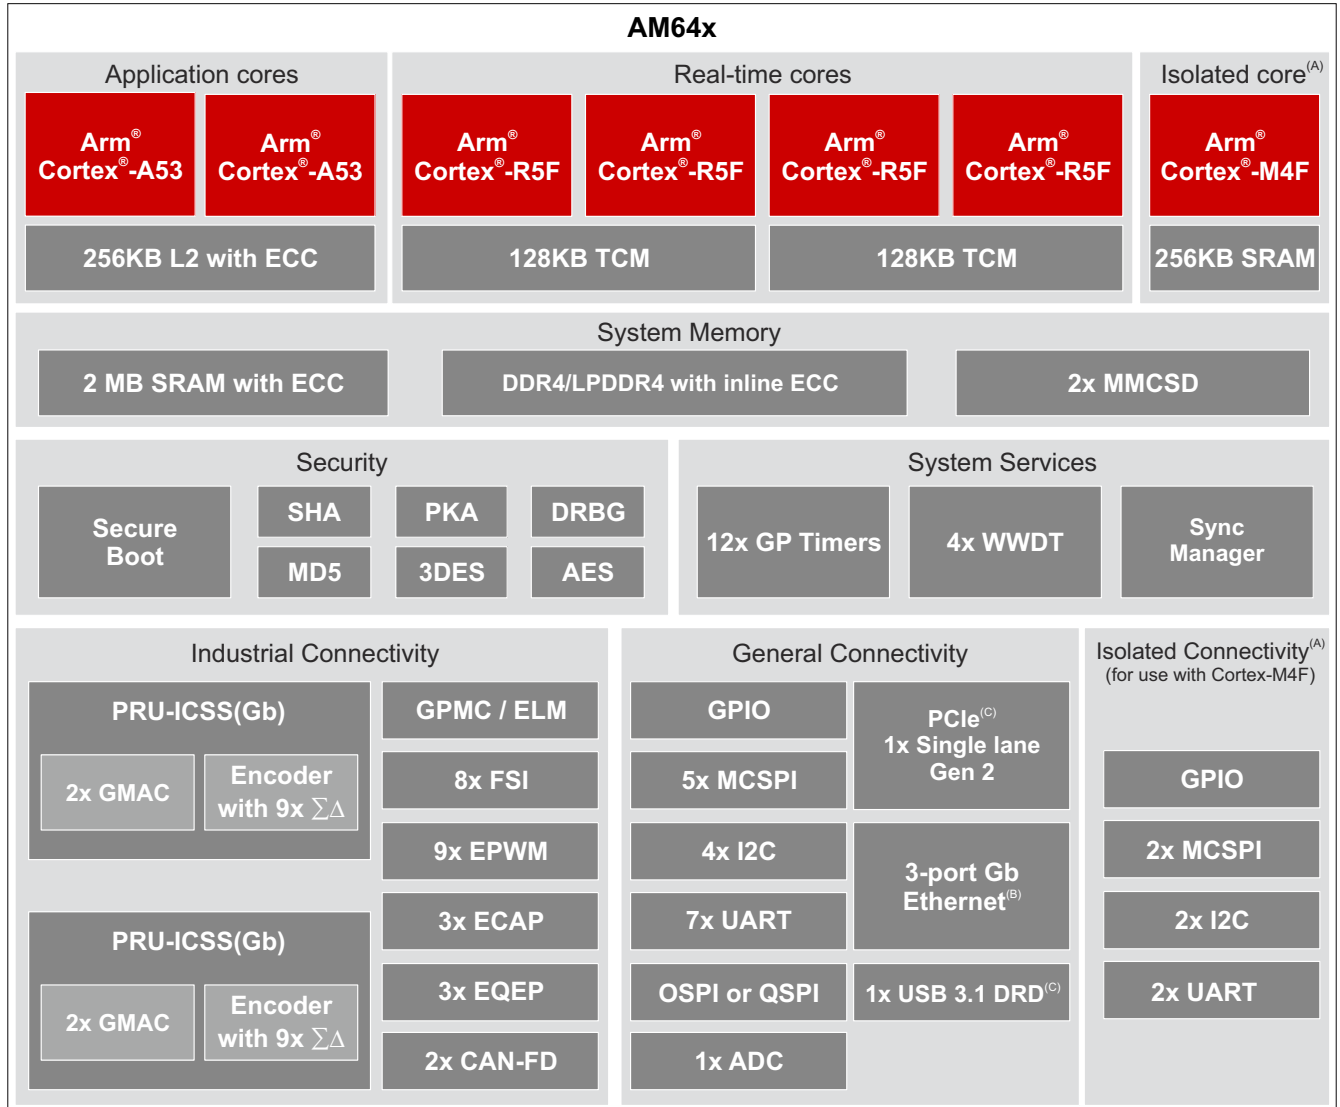 AM64x
Application cores
Real-time cores
Isolated core(A)
Arm®
Cortex®-A53
Arm®
Cortex®-A53
Arm®
Cortex®-R5F
Arm®
Cortex®-R5F
Arm®
Cortex®-R5F
Arm®
Cortex®-R5F
Arm®
Cortex®-M4F
256KB L2 with ECC
128KB TCM
128KB TCM
256KB SRAM
System Memory
2 MB SRAM with ECC
DDR4/LPDDR4 with inline ECC
2x MMCSD
Security
Secure
Boot
SHA
PKA
DRBG
MD5
3DES
AES
System Services
12x GP Timers
4x WWDT
Sync
Manager
Industrial Connectivity
PRU-ICSS(Gb)
2x GMAC
Encoder
with 9x ∑∆
PRU-ICSS(Gb)
2x GMAC
Encoder
with 9x ∑∆
GPMC / ELM
8x FSI
9x EPWM
3x ECAP
3x EQEP
2x CAN-FD
General Connectivity
GPIO
5x MCSPI
4x I2C
7x UART
OSPI or QSPI
1x ADC
PCIe(C)
1x Single lane
Gen 2
3-port Gb
Ethernet(B)
1x USB 3.1 DRD(C)
Isolated Connectivity(A)
(for use with Cortex-M4F)
GPIO
2x MCSPI
2x I2C
2x UART